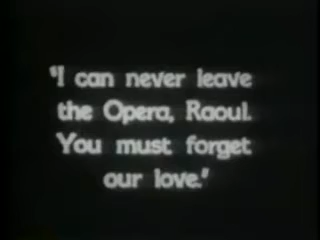 "I can never leave
the Opera, Raoul.
You must forget
our love."